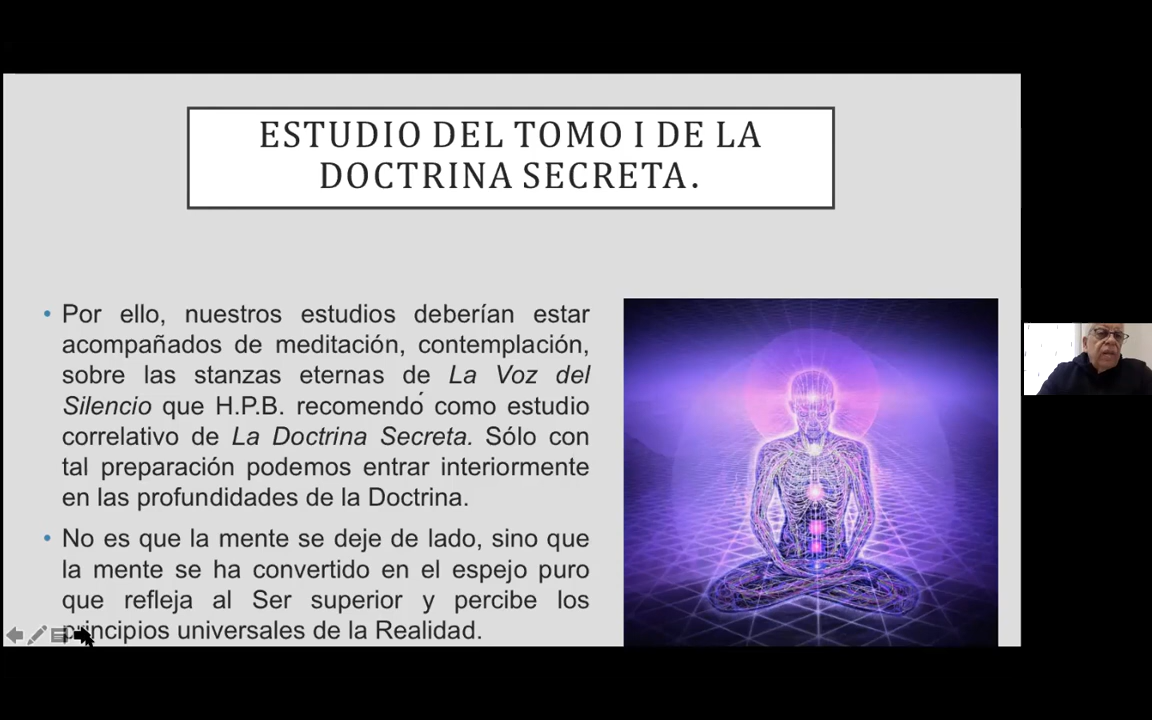 ESTUDIO DEL TOMO I DE LA
DOCTRINA SECRETA.
• Por ello, nuestros estudios deberían estar
acompañados de meditación, contemplación,
sobre las stanzas eternas de La Voz del
Silencio que H.P.B. recomendó como estudio
correlativo de La Doctrina Secreta. Sólo con
tal preparación podemos entrar interiormente
en las profundidades de la Doctrina.
• No es que la mente se deje de lado, sino que
la mente se ha convertido en el espejo puro
que refleja al Ser superior y percibe los
principios universales de la Realidad.